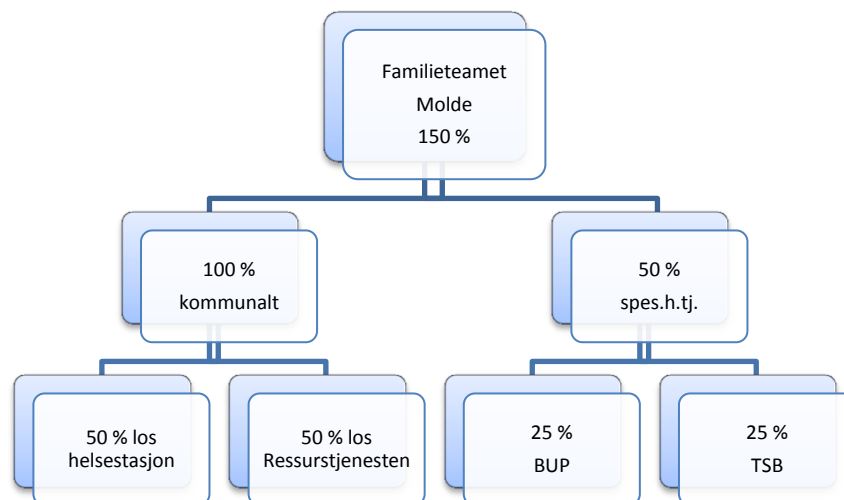 Familieteamet
Molde
150 %
100 %
kommunalt
50 %
spes.h.tj.
50 % los
helsestasjon
50 % los
Ressurstjenesten
25 %
BUP
25 %
TSB